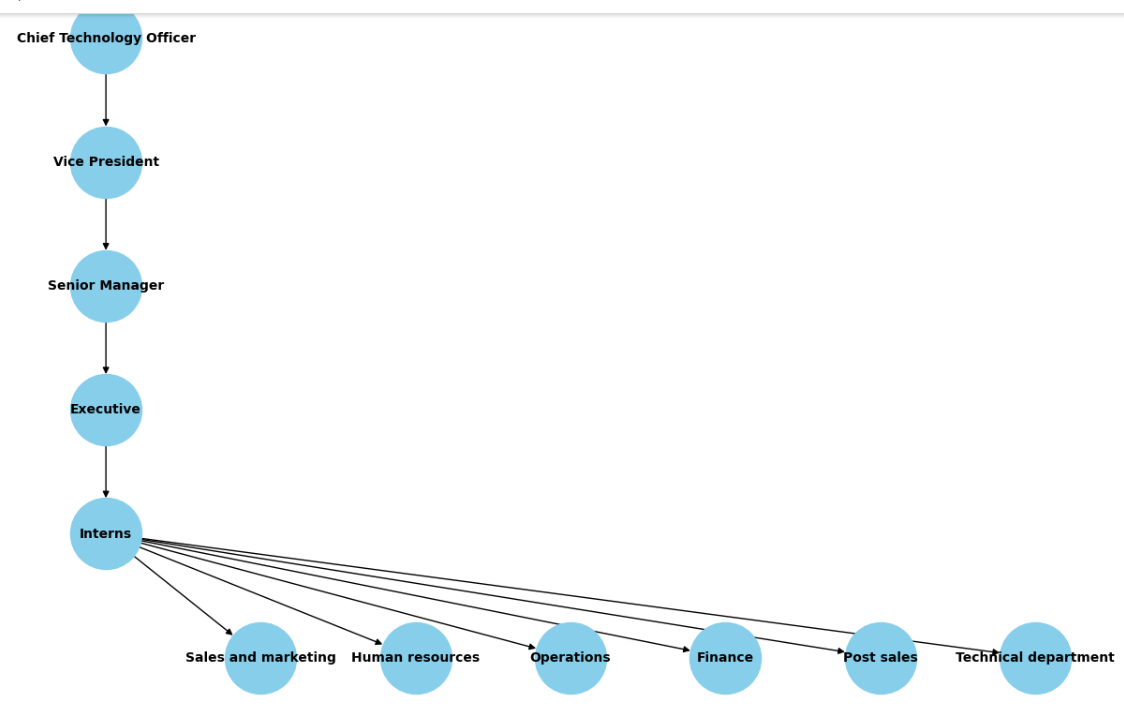 Chief Technology Officer
Vice President
Senior Manager
Executive
Interns
Sales and marketing
Human resources
Operations
Finance
Post sales
Technical department